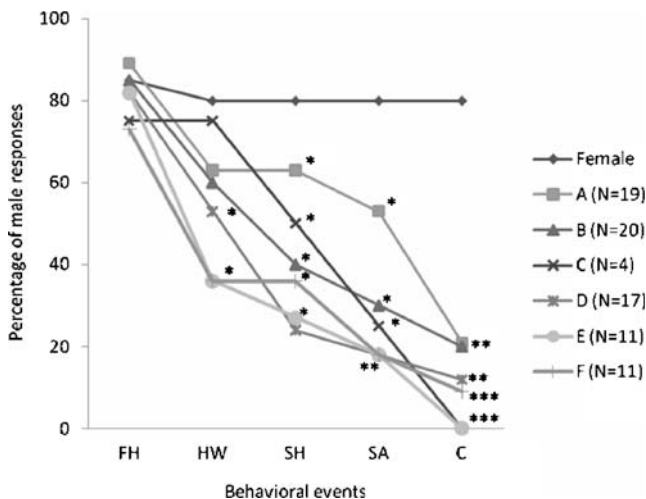 Percentage of male responses
100
80
60
40
20
0
FH HW SH SA C
Behavioral events
Female
A (N=19)
B (N=20)
C (N=4)
D (N=17)
E (N=11)
F (N=11)
*
*
*
*
*
*
*
*
*
*
**
**
**
***
***